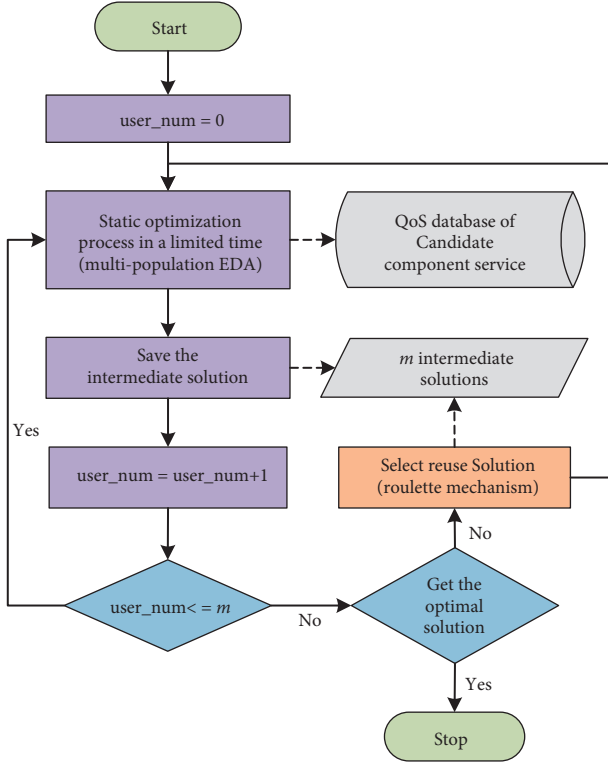 Start
user_num = 0
Static optimization
process in a limited time
(multi-population EDA)
QoS database of
Candidate
component service
Save the
intermediate solution
m intermediate
solutions
Yes
user_num = user_num+1
Select reuse Solution
(roulette mechanism)
No
user_num< = m
No
Get the
optimal
solution
Yes
Stop